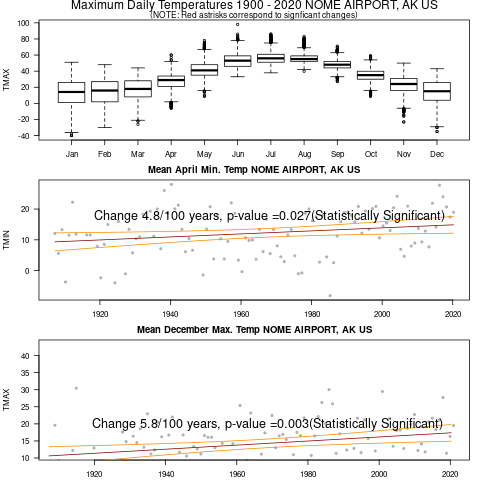 Maximum Daily Temperatures 1900 - 2020 NOME AIRPORT, AK US
(NOTE: Red astrisks correspond to signficant changes)
TMAX
100
80
60
40
20
0
-20
-40
Jan Feb Mar Apr May Jun Jul Aug Sep Oct Nov Dec
Mean April Min. Temp NOME AIRPORT, AK US
TMIN
20
10
0
Change 4.8/100 years, p-value =0.027(Statistically Significant)
1920 1940 1960 1980 2000 2020
Mean December Max. Temp NOME AIRPORT, AK US
TMAX
40
35
30
25
20
15
10
Change 5.8/100 years, p-value =0.003(Statistically Significant)
1920 1940 1960 1980 2000 2020